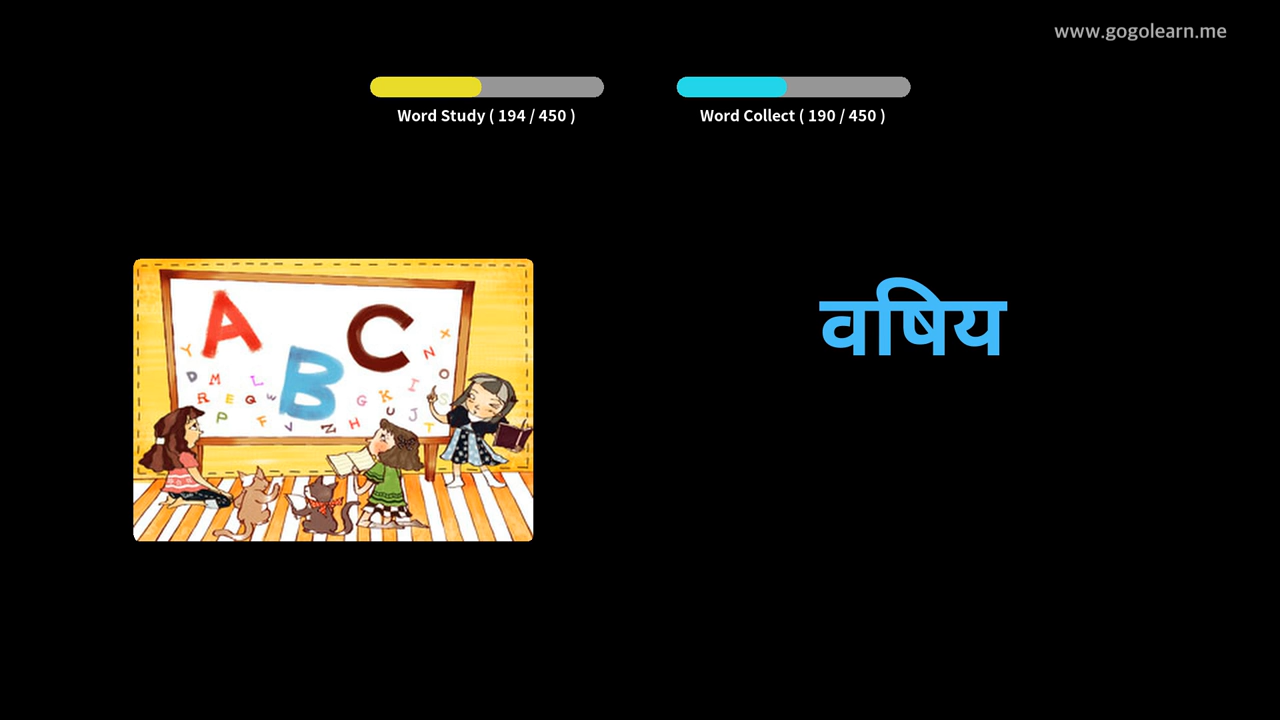 www.gogolearn.me
Word Study ( 194 / 450 )
Word Collect ( 190 / 450 )
वषिय
A B C
X
Y N
D M L I O
R E Q W G K S
P F V Z H U J T